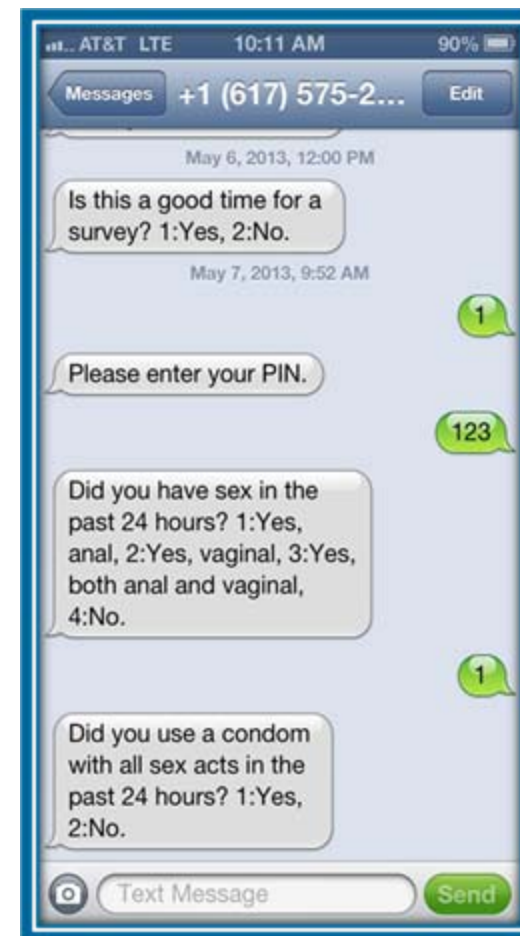 AT&T LTE 10:11 AM 90%
Messages +1 (617) 575-2... Edit
May 6, 2013, 12:00 PM
Is this a good time for a
survey? 1:Yes, 2:No.
May 7, 2013, 9:52 AM
1
Please enter your PIN.
123
Did you have sex in the
past 24 hours? 1:Yes,
anal, 2:Yes, vaginal, 3:Yes,
both anal and vaginal,
4:No.
1
Did you use a condom
with all sex acts in the
past 24 hours? 1:Yes,
2:No.
Text Message Send